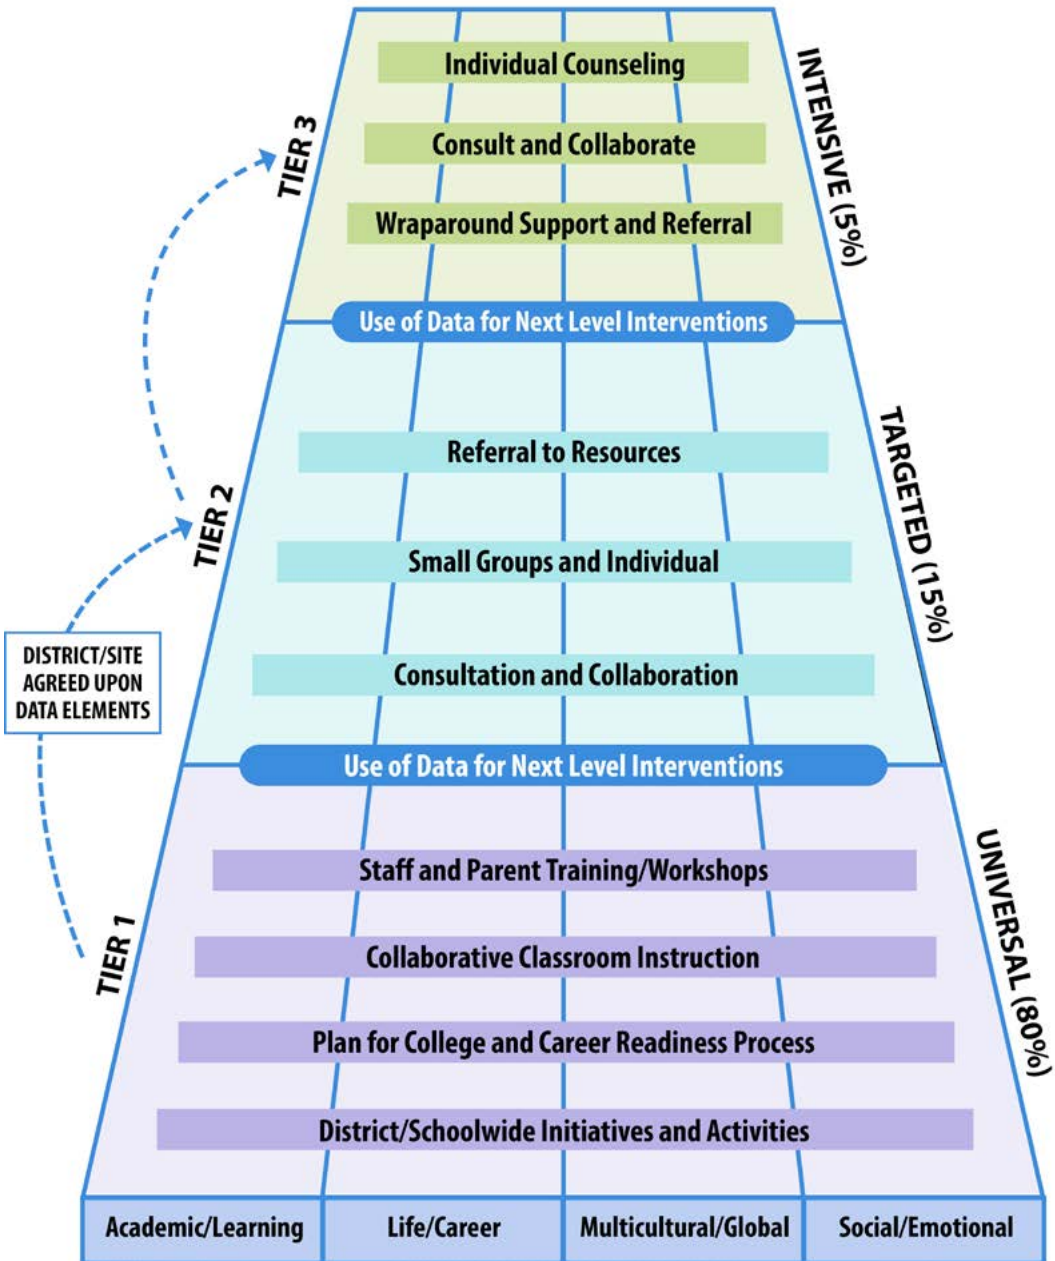 Individual Counseling
Consult and Collaborate
Wraparound Support and Referral
TIER 3
INTENSIVE (5%)
Use of Data for Next Level Interventions
Referral to Resources
Small Groups and Individual
Consultation and Collaboration
TIER 2
TARGETED (15%)
DISTRICT/SITE
AGREED UPON
DATA ELEMENTS
Use of Data for Next Level Interventions
Staff and Parent Training/Workshops
Collaborative Classroom Instruction
Plan for College and Career Readiness Process
District/Schoolwide Initiatives and Activities
TIER 1
UNIVERSAL (80%)
Academic/Learning
Life/Career
Multicultural/Global
Social/Emotional